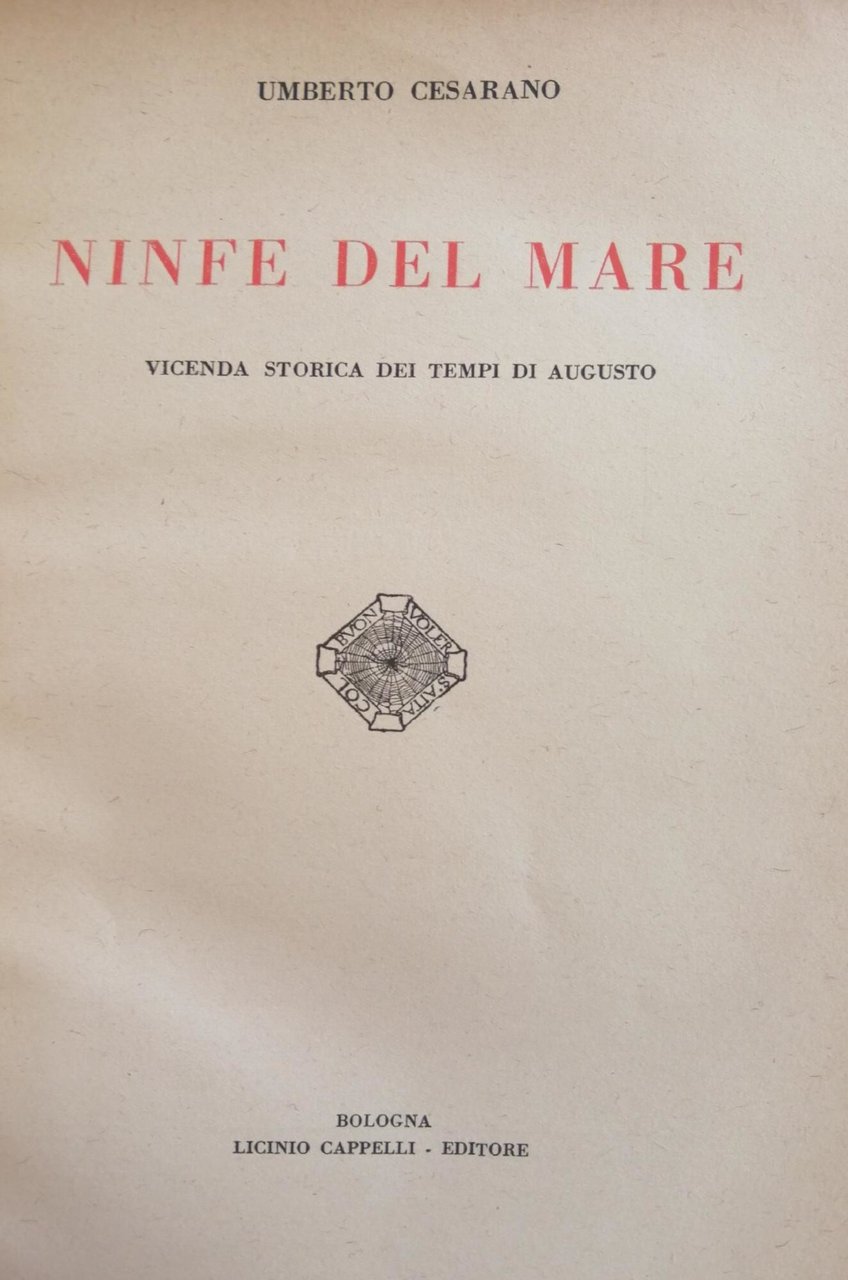 UMBERTO CESARANO
NINFE DEL MARE
VICENDA STORICA DEI TEMPI DI AUGUSTO
COL BUON VOLER S'AITA
BOLOGNA
LICINIO CAPPELLI - EDITORE